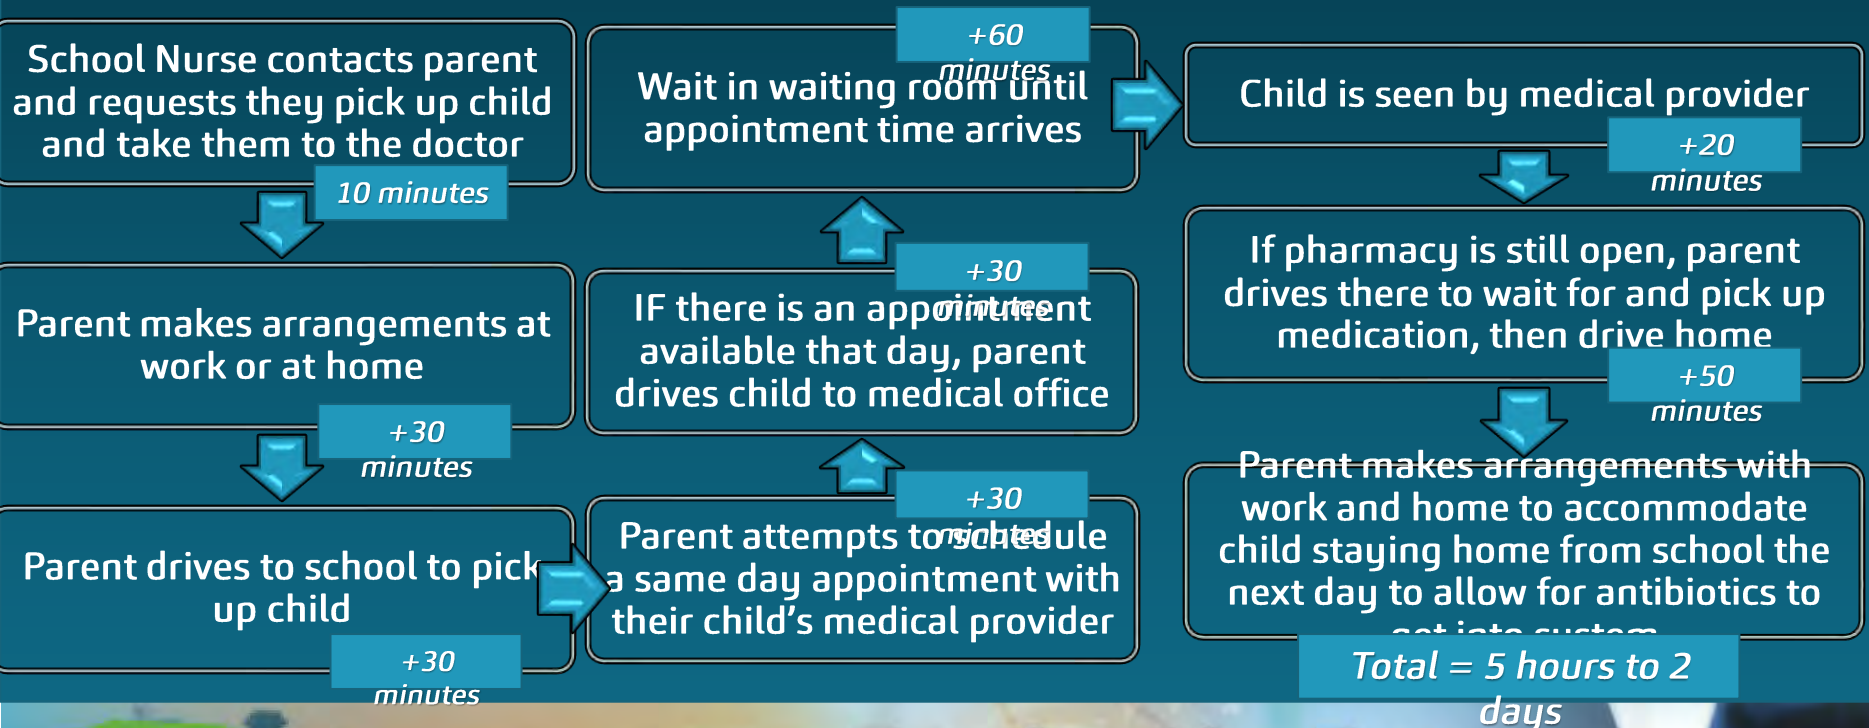 School Nurse contacts parent
and requests they pick up child
and take them to the doctor
10 minutes
Parent makes arrangements at
work or at home
+30
minutes
Parent drives to school to pick
up child
+30
minutes
Parent attempts to schedule
a same day appointment with
their child’s medical provider
+30
minutes
IF there is an appointment
available that day, parent
drives child to medical office
+30
minutes
Wait in waiting room until
appointment time arrives
+60
minutes
Child is seen by medical provider
+20
minutes
If pharmacy is still open, parent
drives there to wait for and pick up
medication, then drive home
+50
minutes
Parent makes arrangements with
work and home to accommodate
child staying home from school the
next day to allow for antibiotics to
get into system
Total = 5 hours to 2
days